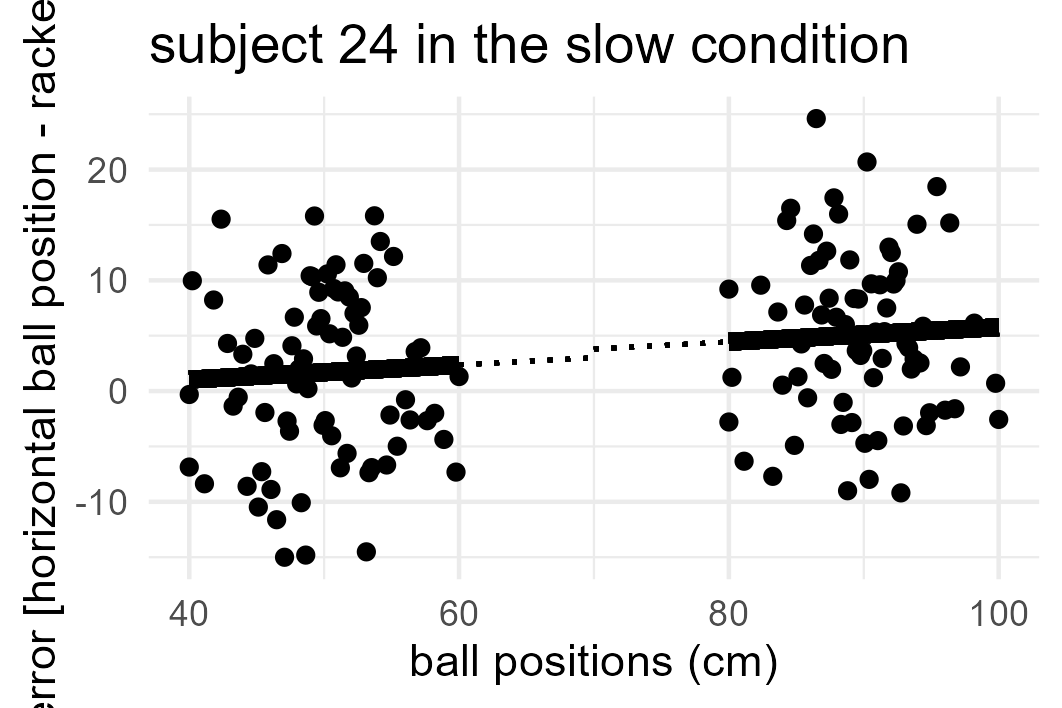 subject 24 in the slow condition
error [horizontal ball position - racke
20
10
0
-10
40
60
80
100
ball positions (cm)